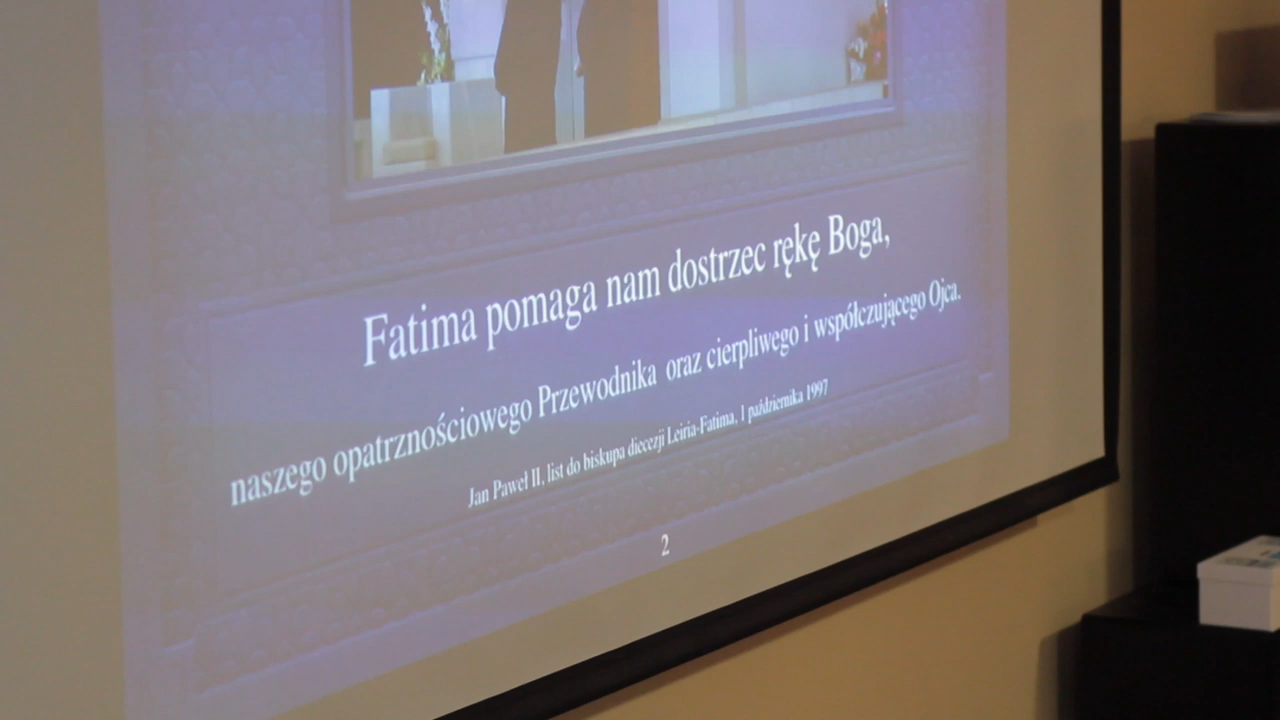 Fatima pomaga nam dostrzec rękę Boga,
naszego opatrznościowego Przewodnika oraz cierpliwego i współczującego Ojca.
Jan Paweł II, list do biskupa diecezji Leiria-Fatima, 1 października 1997
2